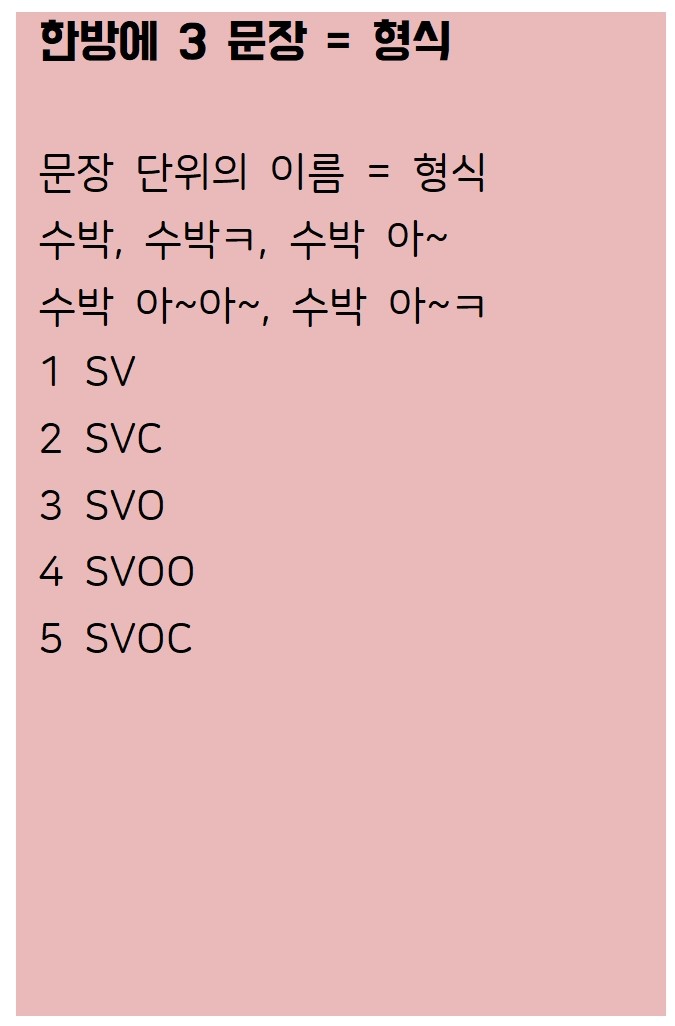 한방에 3 문장 = 형식
문장 단위의 이름 = 형식
수박, 수박ㅋ, 수박 아~
수박 아~아~, 수박 아~ㅋ
1 SV
2 SVC
3 SVO
4 SVOO
5 SVOC